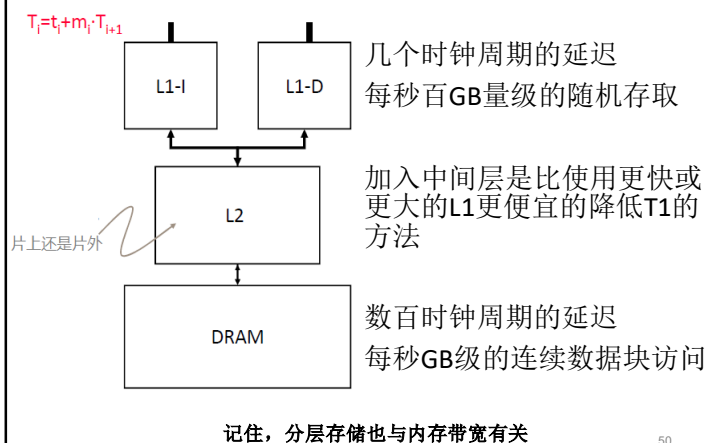 Tᵢ=tᵢ+mᵢ·Tᵢ₊₁
L1-I
L1-D
几个时钟周期的延迟
每秒百GB量级的随机存取
L2
片上还是片外
加入中间层是比使用更快或
更大的L1更便宜的降低T1的
方法
DRAM
数百时钟周期的延迟
每秒GB级的连续数据块访问
记住，分层存储也与内存带宽有关
50